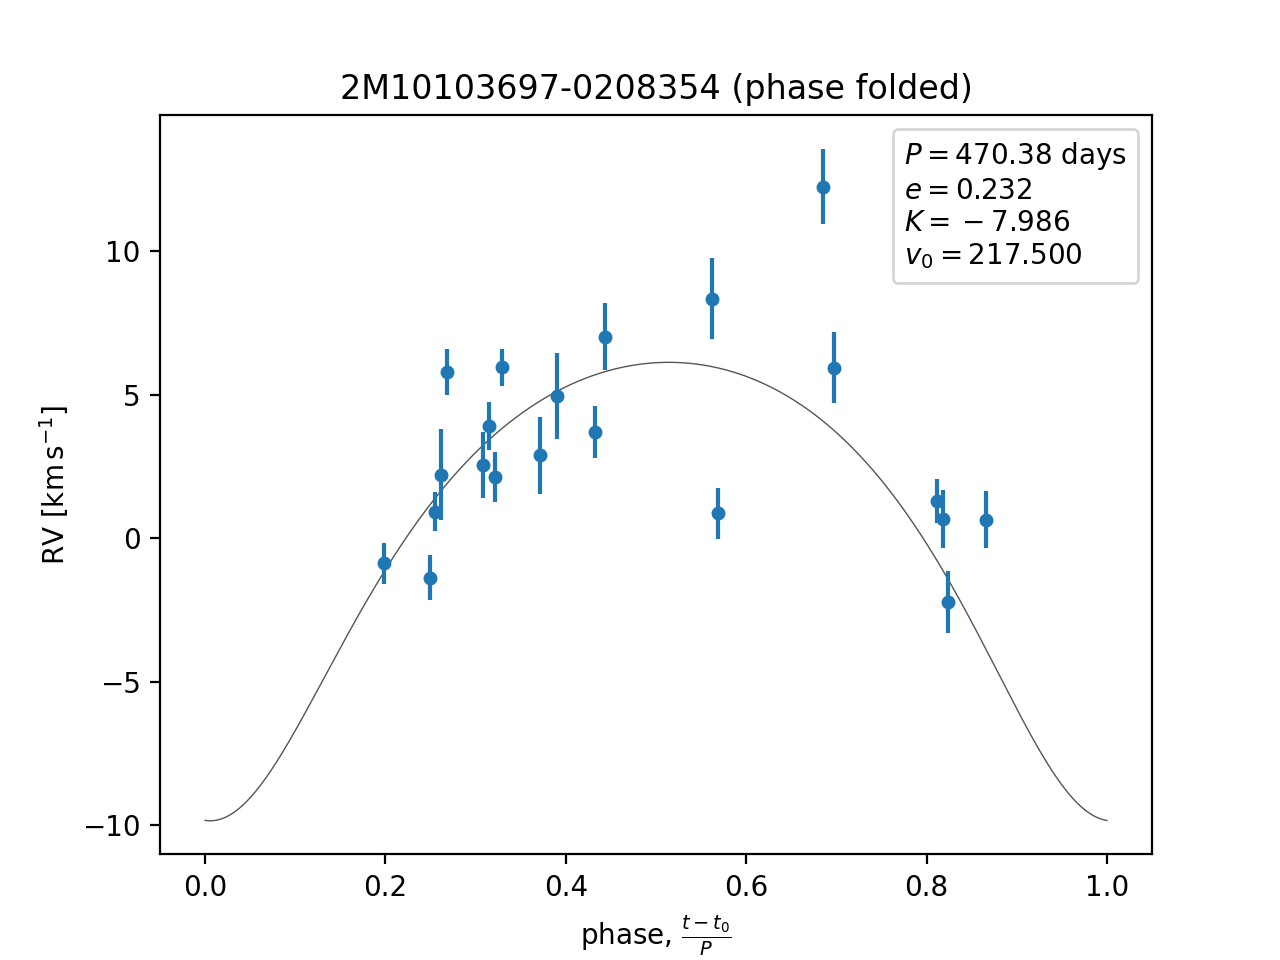 2M10103697-0208354 (phase folded)
P = 470.38 days
e = 0.232
K = −7.986
v₀ = 217.500
RV [km s⁻¹]
10
5
0
−5
−10
0.0 0.2 0.4 0.6 0.8 1.0
phase, (t − t₀)/P